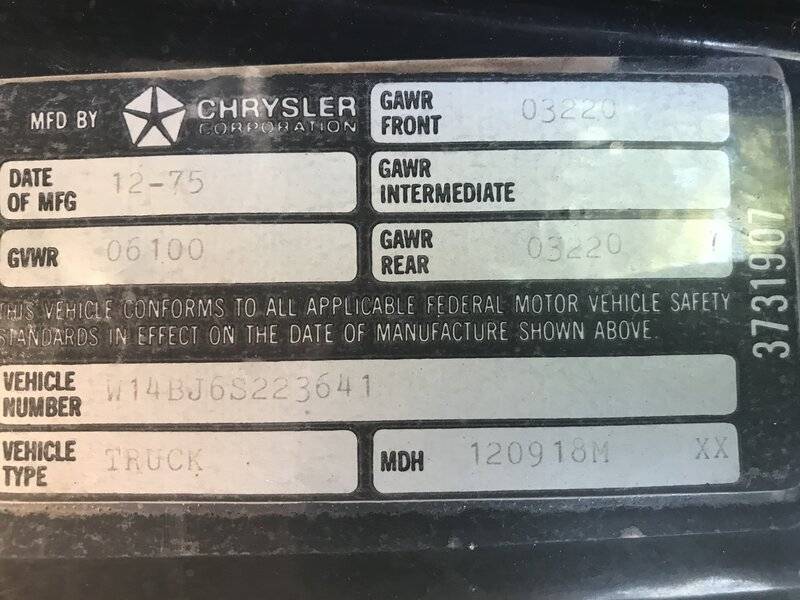 MFD BY CHRYSLER CORPORATION
GAWR FRONT 03220
DATE OF MFG 12-75
GAWR INTERMEDIATE
GVWR 06100
GAWR REAR 03220
THIS VEHICLE CONFORMS TO ALL APPLICABLE FEDERAL MOTOR VEHICLE SAFETY
STANDARDS IN EFFECT ON THE DATE OF MANUFACTURE SHOWN ABOVE.
VEHICLE NUMBER W14BJ6S223641
VEHICLE TYPE TRUCK
MDH 120918M XX
3731907